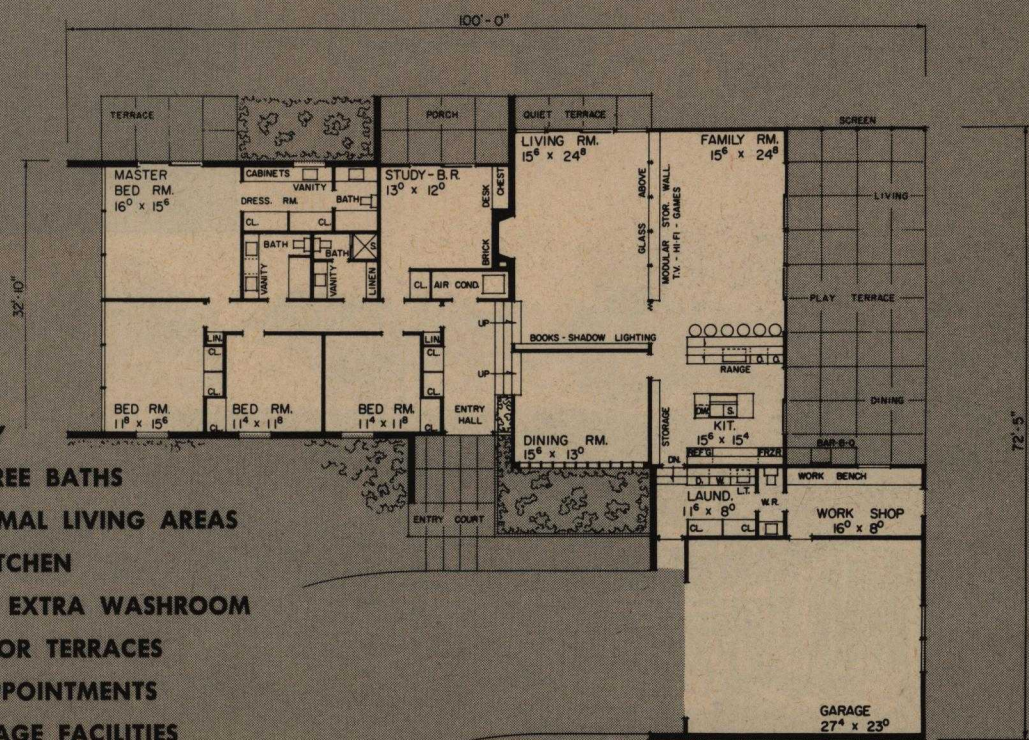 100'-0"
TERRACE
PORCH
QUIET TERRACE
SCREEN
MASTER
BED RM.
16⁰ x 15⁶
CABINETS
VANITY
DRESS. RM.
BATH
CL.
CL.
STUDY-B.R.
13⁰ x 12⁰
DESK
CHEST
BRICK
LIVING RM.
15⁶ x 24⁸
GLASS ABOVE
MODULAR STOR. WALL.
T.V. - HI-FI - GAMES
FAMILY RM.
15⁶ x 24⁸
LIVING
BATH
VANITY
BATH
VANITY
S.
LINEN
CL.
AIR COND.
32'-10"
PLAY TERRACE
UP
UP
BOOKS - SHADOW LIGHTING
RANGE
LIN.
CL.
CL.
CL.
LIN.
CL.
CL.
CL.
BED RM.
11⁸ x 15⁶
BED RM.
11⁴ x 11⁸
BED RM.
11⁴ x 11⁸
ENTRY
HALL
DINING RM.
15⁶ x 13⁰
STORAGE
D.W.
S.
KIT.
15⁶ x 15⁴
DINING
BAR-B-Q
72'-5"
DN.
REF'G
FRZR.
D. W.
L.T.
LAUND.
11⁶ x 8⁰
CL.
CL.
W.R.
WORK BENCH
WORK SHOP
16⁰ x 8⁰
ENTRY COURT
GARAGE
27⁴ x 23⁰
Y
REE BATHS
MAL LIVING AREAS
TCHEN
EXTRA WASHROOM
OR TERRACES
PPOINTMENTS
AGE FACILITIES